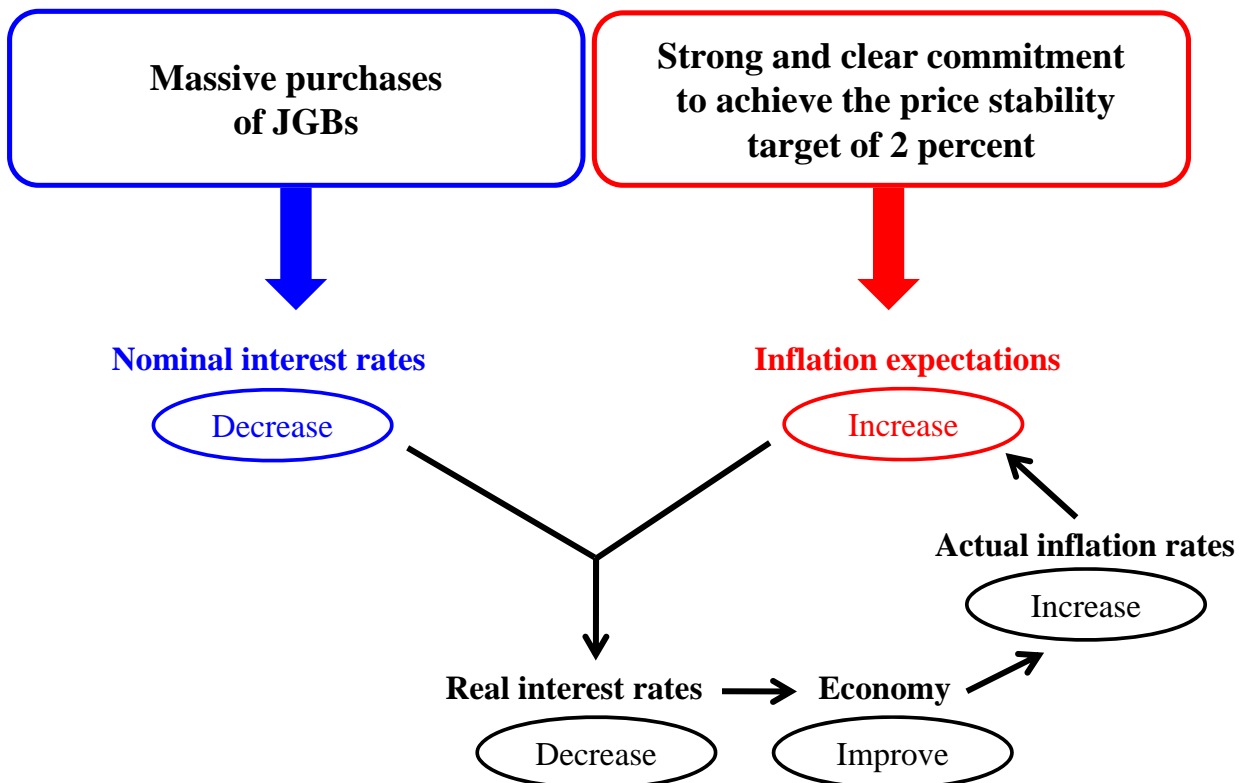 Massive purchases
of JGBs
Strong and clear commitment
to achieve the price stability
target of 2 percent
Nominal interest rates
Decrease
Inflation expectations
Increase
Actual inflation rates
Increase
Real interest rates
Decrease
Economy
Improve